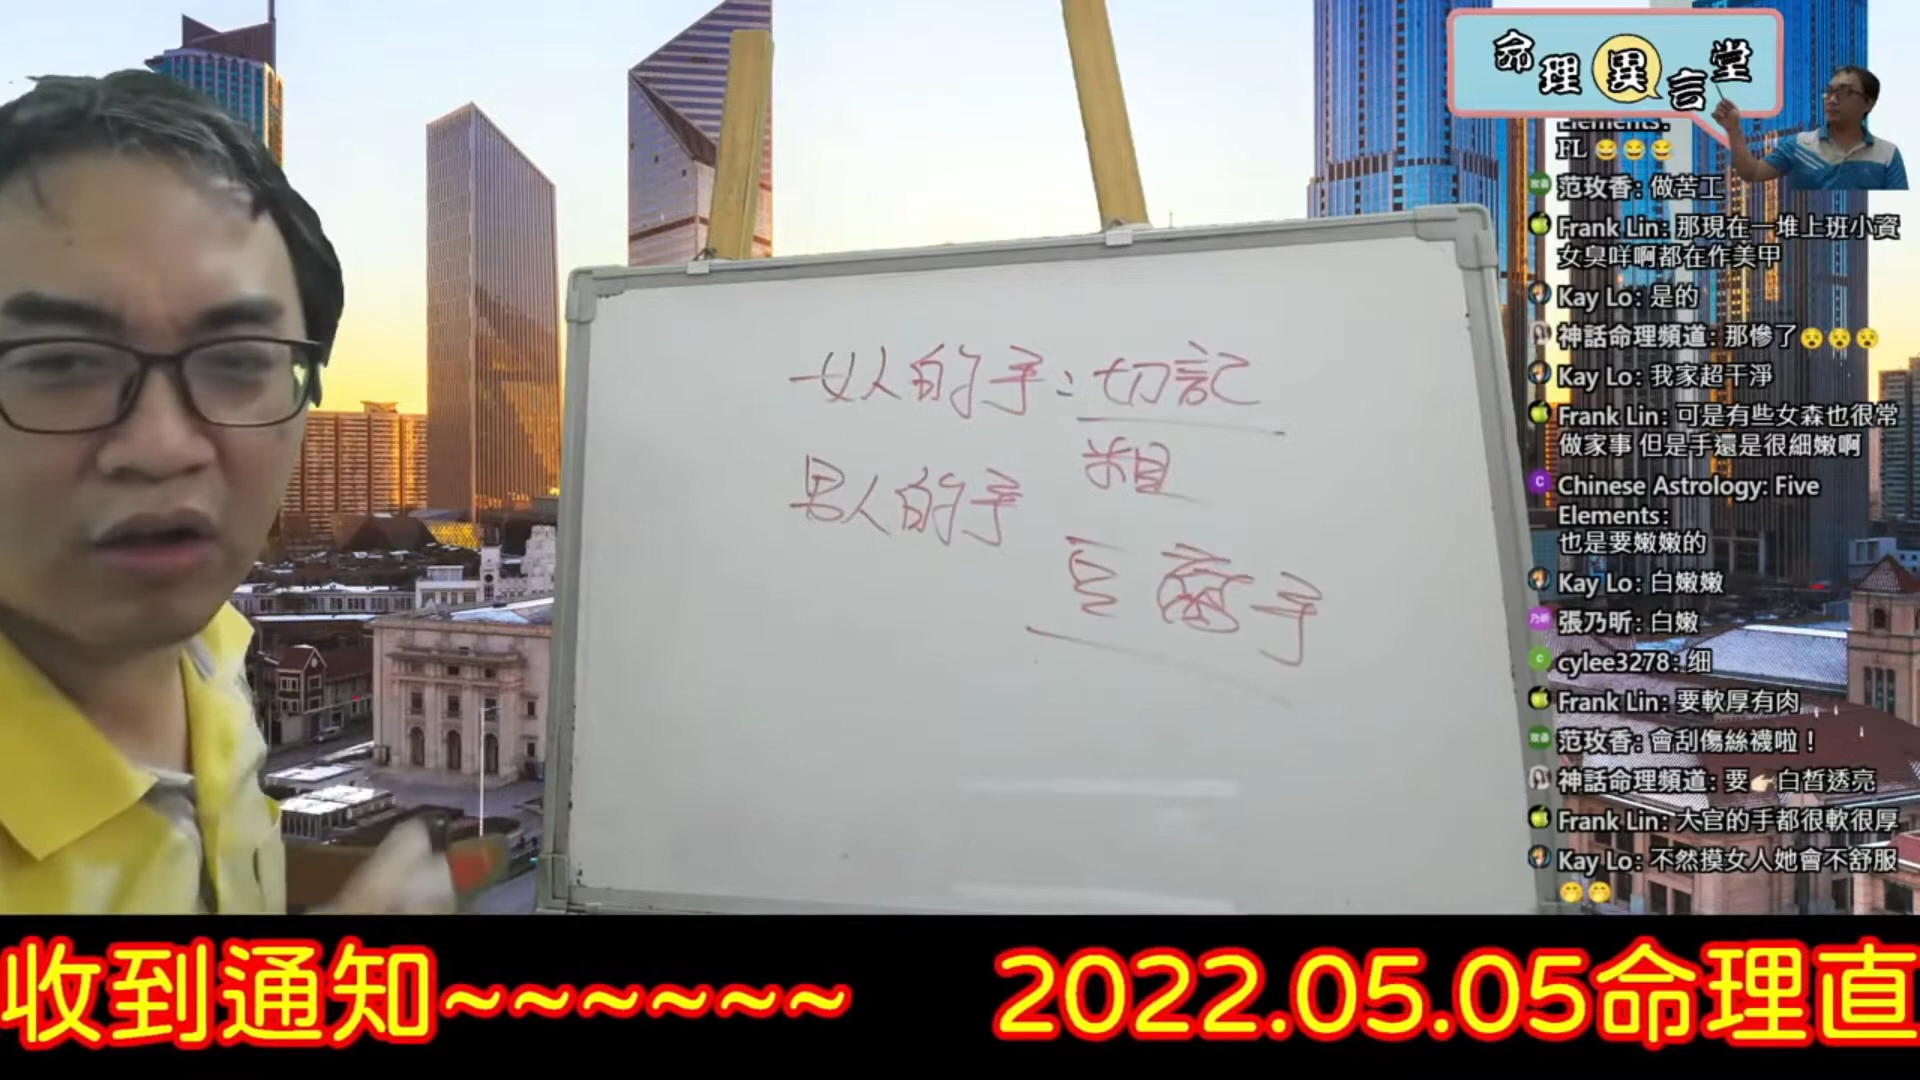 命理異言堂
女人的手：切記
粗
男人的手
豆腐手
Elements:
FL 😂😂😂
范玫香: 做苦工
Frank Lin: 那現在一堆上班小資
女臭咩啊都在作美甲
Kay Lo: 是的
神話命理頻道: 那慘了😵😵😵
Kay Lo: 我家超干淨
Frank Lin: 可是有些女森也很常
做家事 但是手還是很細嫩啊
Chinese Astrology: Five
Elements:
也是要嫩嫩的
Kay Lo: 白嫩嫩
張乃昕: 白嫩
cylee3278: 细
Frank Lin: 要軟厚有肉
范玫香: 會刮傷絲襪啦！
神話命理頻道: 要👉🏻白皙透亮
Frank Lin: 大官的手都很軟很厚
Kay Lo: 不然摸女人她會不舒服
🤭🤭
收到通知~~~~~~~ 2022.05.05命理直